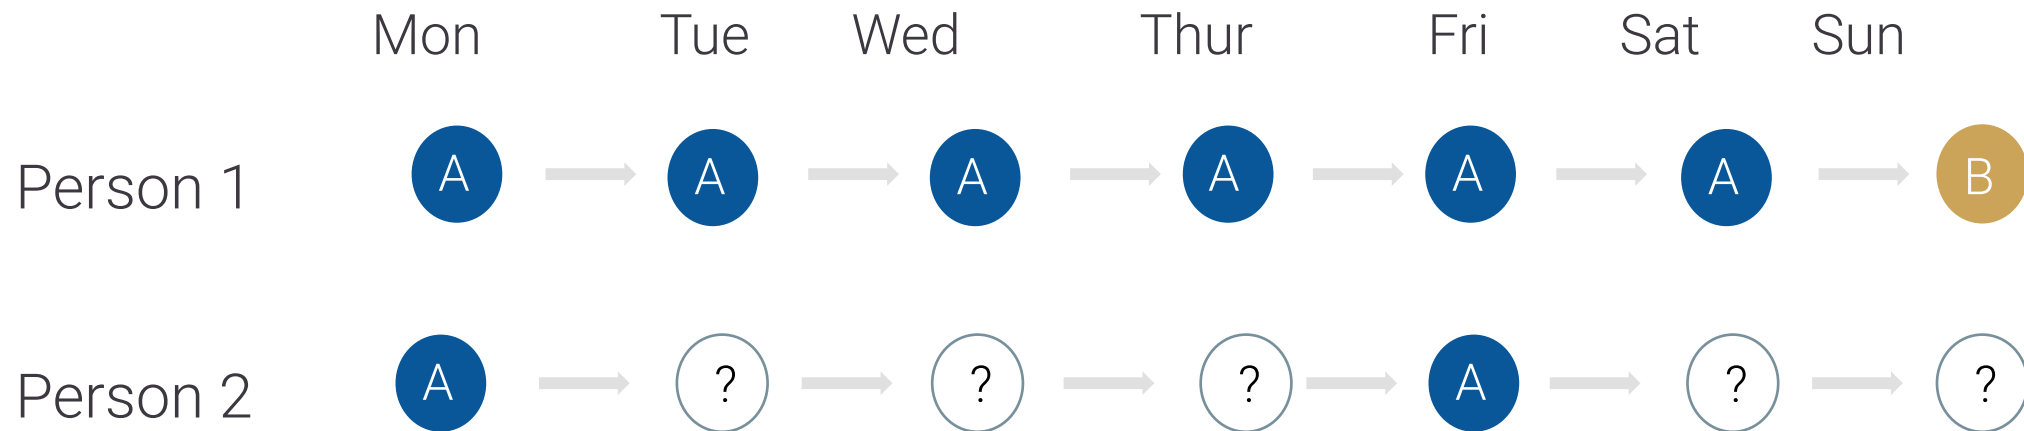 Mon Tue Wed Thur Fri Sat Sun
Person 1 A A A A A A B
Person 2 A ? ? ? A ? ?